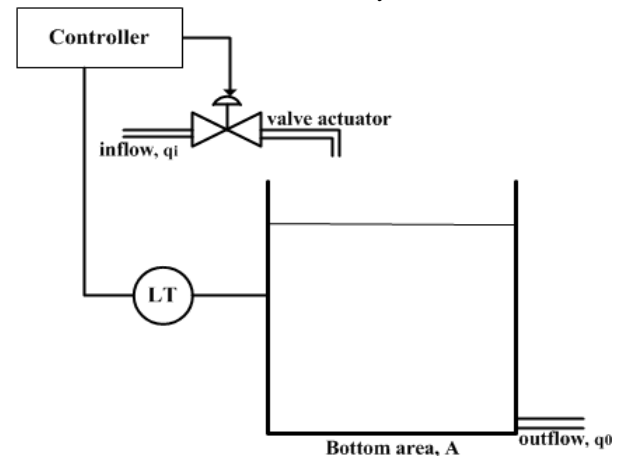 Controller
valve actuator
inflow, qi
LT
outflow, q0
Bottom area, A